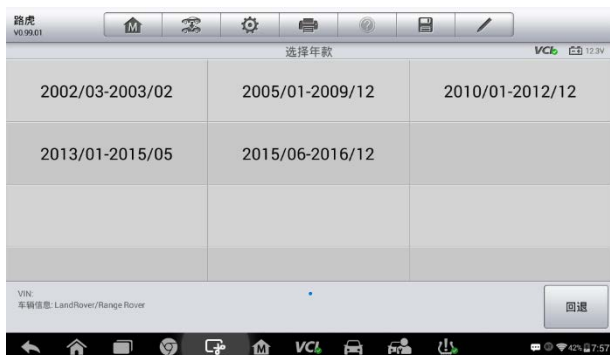 路虎
V0.99.01
M
选择年款
VCI 12.3V
2002/03-2003/02 2005/01-2009/12 2010/01-2012/12
2013/01-2015/05 2015/06-2016/12
VIN:
车辆信息: LandRover/Range Rover
回退
M VCI 42% 7:57